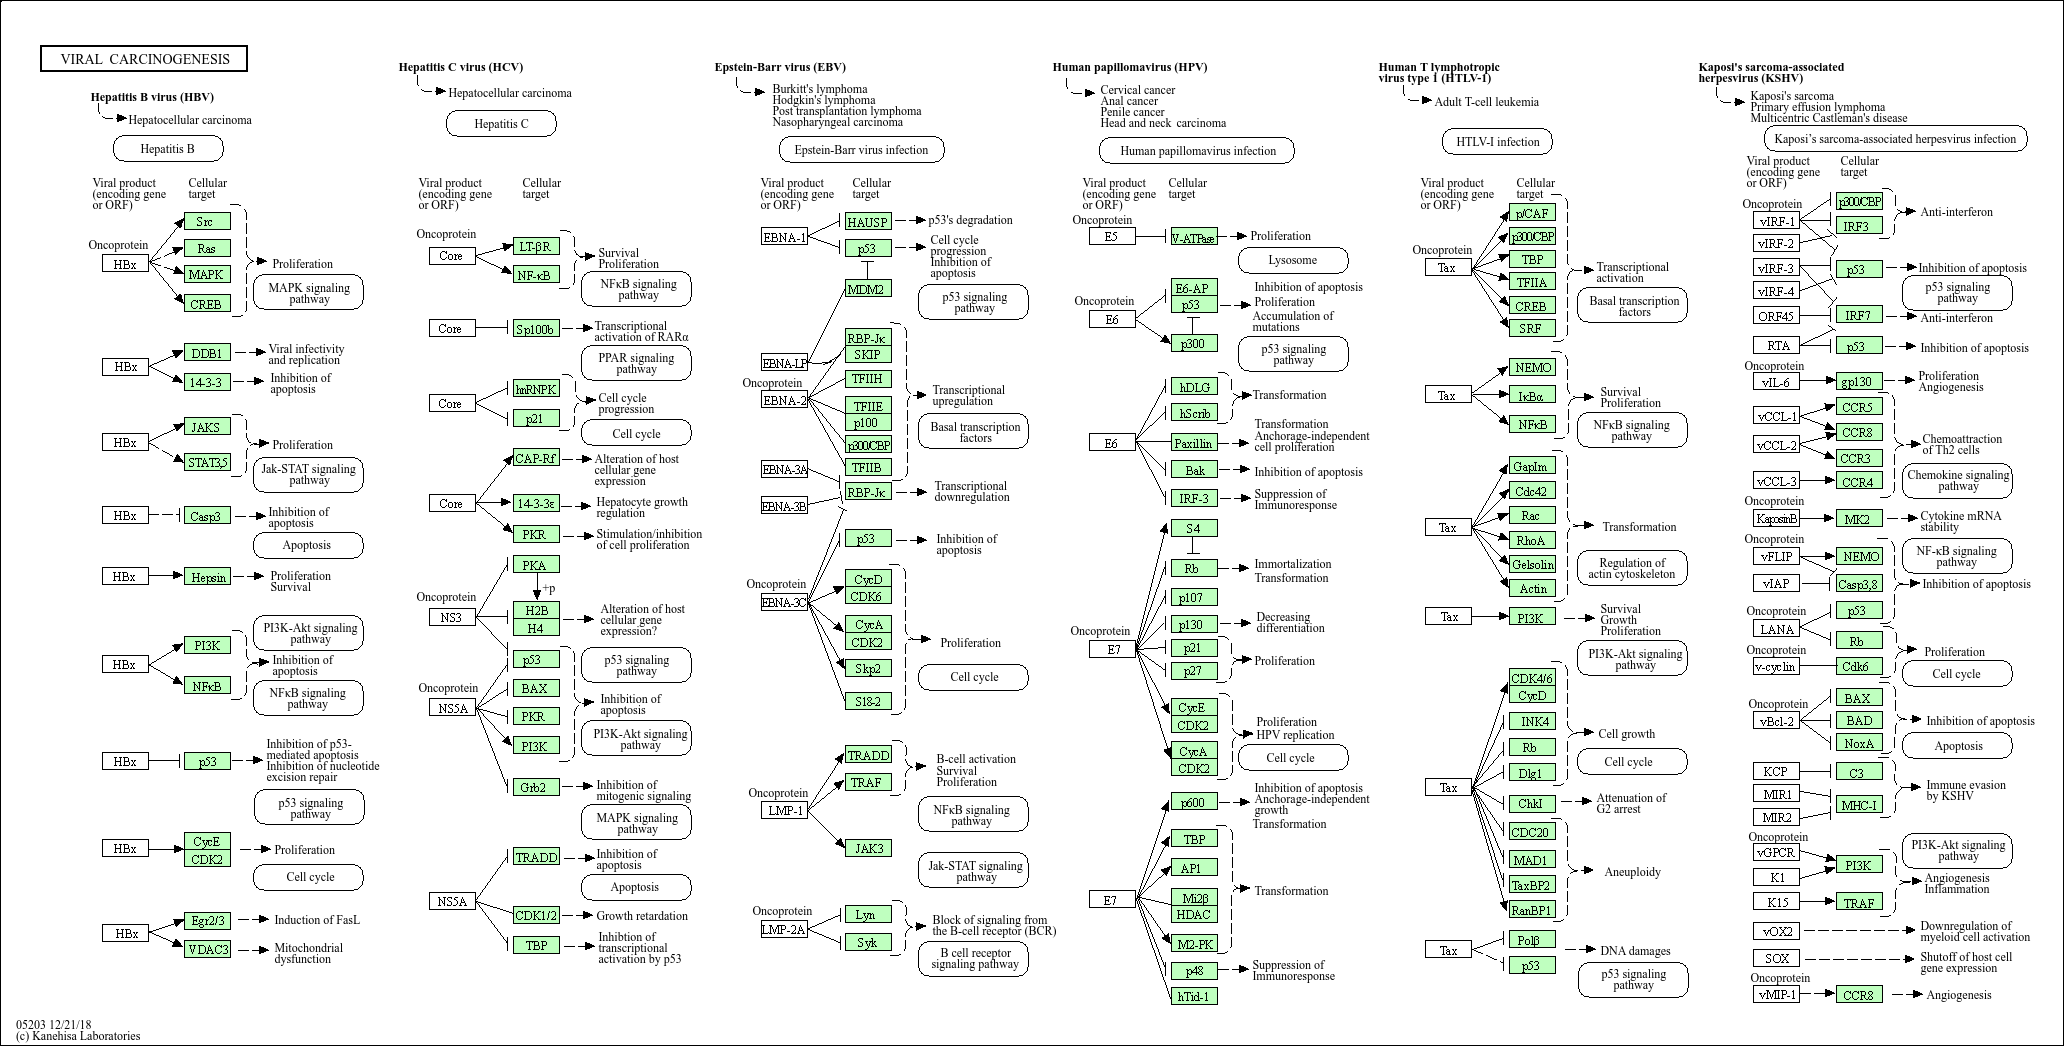 VIRAL CARCINOGENESIS
Hepatitis B virus (HBV)
Hepatocellular carcinoma
Hepatitis B
Viral product
(encoding gene
or ORF)
Cellular
target
Oncoprotein
HBx
Src
Ras
MAPK
CREB
Proliferation
MAPK signaling
pathway
HBx
DDB1
14-3-3
Viral infectivity
and replication
Inhibition of
apoptosis
HBx
JAKS
STAT3,5
Proliferation
Jak-STAT signaling
pathway
HBx
Casp3
Inhibition of
apoptosis
Apoptosis
HBx
Hepsin
Proliferation
Survival
PI3K-Akt signaling
pathway
HBx
PI3K
NFκB
Inhibition of
apoptosis
NFκB signaling
pathway
HBx
p53
Inhibition of p53-
mediated apoptosis
Inhibition of nucleotide
excision repair
p53 signaling
pathway
HBx
CycE
CDK2
Proliferation
Cell cycle
HBx
Egr2/3
VDAC3
Induction of FasL
Mitochondrial
dysfunction
05203 12/21/18
(c) Kanehisa Laboratories
Hepatitis C virus (HCV)
Hepatocellular carcinoma
Hepatitis C
Viral product
(encoding gene
or ORF)
Cellular
target
Oncoprotein
Core
LT-βR
NF-κB
Survival
Proliferation
NFκB signaling
pathway
Core
Sp100b
Transcriptional
activation of RARα
PPAR signaling
pathway
Core
hnRNPK
p21
Cell cycle
progression
Cell cycle
Core
CAP-Rf
14-3-3ε
PKR
Alteration of host
cellular gene
expression
Hepatocyte growth
regulation
Stimulation/inhibition
of cell proliferation
Oncoprotein
NS3
PKA
+p
H2B
H4
Alteration of host
cellular gene
expression?
Oncoprotein
NS5A
p53
BAX
PKR
PI3K
Grb2
p53 signaling
pathway
Inhibition of
apoptosis
PI3K-Akt signaling
pathway
Inhibition of
mitogenic signaling
MAPK signaling
pathway
NS5A
TRADD
CDK1/2
TBP
Inhibition of
apoptosis
Apoptosis
Growth retardation
Inhibtion of
transcriptional
activation by p53
Epstein-Barr virus (EBV)
Burkitt's lymphoma
Hodgkin's lymphoma
Post transplantation lymphoma
Nasopharyngeal carcinoma
Epstein-Barr virus infection
Viral product
(encoding gene
or ORF)
Cellular
target
EBNA-1
HAUSP
p53
MDM2
p53's degradation
Cell cycle
progression
Inhibition of
apoptosis
p53 signaling
pathway
EBNA-LP
Oncoprotein
EBNA-2
RBP-Jκ
SKIP
TFIIH
TFIIE
p100
p300/CBP
TFIIB
Transcriptional
upregulation
Basal transcription
factors
EBNA-3A
EBNA-3B
RBP-Jκ
Transcriptional
downregulation
Oncoprotein
EBNA-3C
p53
Inhibition of
apoptosis
CycD
CDK6
CycA
CDK2
Skp2
S18-2
Proliferation
Cell cycle
Oncoprotein
LMP-1
TRADD
TRAF
JAK3
B-cell activation
Survival
Proliferation
NFκB signaling
pathway
Jak-STAT signaling
pathway
Oncoprotein
LMP-2A
Lyn
Syk
Block of signaling from
the B-cell receptor (BCR)
B cell receptor
signaling pathway
Human papillomavirus (HPV)
Cervical cancer
Anal cancer
Penile cancer
Head and neck carcinoma
Human papillomavirus infection
Viral product
(encoding gene
or ORF)
Cellular
target
Oncoprotein
E5
V-ATPase
Proliferation
Lysosome
Oncoprotein
E6
E6-AP
p53
p300
Inhibition of apoptosis
Proliferation
Accumulation of
mutations
p53 signaling
pathway
E6
hDLG
hScrib
Paxillin
Bak
IRF-3
Transformation
Transformation
Anchorage-independent
cell proliferation
Inhibition of apoptosis
Suppression of
Immunoresponse
Oncoprotein
E7
S4
Rb
p107
p130
p21
p27
CycE
CDK2
CycA
CDK2
Immortalization
Transformation
Decreasing
differentiation
Proliferation
Proliferation
HPV replication
Cell cycle
E7
p600
TBP
AP1
Mi2β
HDAC
M2-PK
p48
hTid-1
Inhibition of apoptosis
Anchorage-independent
growth
Transformation
Transformation
Suppression of
Immunoresponse
Human T lymphotropic
virus type 1 (HTLV-1)
Adult T-cell leukemia
HTLV-I infection
Viral product
(encoding gene
or ORF)
Cellular
target
Oncoprotein
Tax
p/CAF
p300/CBP
TBP
TFIIA
CREB
SRF
Transcriptional
activation
Basal transcription
factors
Tax
NEMO
IκBα
NFκB
Survival
Proliferation
NFκB signaling
pathway
Tax
GapIm
Cdc42
Rac
RhoA
Gelsolin
Actin
Transformation
Regulation of
actin cytoskeleton
Tax
PI3K
Survival
Growth
Proliferation
PI3K-Akt signaling
pathway
Tax
CDK4/6
CycD
INK4
Rb
Dlg1
ChkI
CDC20
MAD1
TaxBP2
RanBP1
Cell growth
Cell cycle
Attenuation of
G2 arrest
Aneuploidy
Tax
Polβ
p53
DNA damages
p53 signaling
pathway
Kaposi's sarcoma-associated
herpesvirus (KSHV)
Kaposi's sarcoma
Primary effusion lymphoma
Multicentric Castleman's disease
Kaposi's sarcoma-associated herpesvirus infection
Viral product
(encoding gene
or ORF)
Cellular
target
Oncoprotein
vIRF-1
vIRF-2
vIRF-3
vIRF-4
ORF45
RTA
p300/CBP
IRF3
p53
IRF7
p53
Anti-interferon
Inhibition of apoptosis
p53 signaling
pathway
Anti-interferon
Inhibition of apoptosis
Oncoprotein
vIL-6
gp130
Proliferation
Angiogenesis
Oncoprotein
vCCL-1
vCCL-2
vCCL-3
CCR5
CCR8
CCR3
CCR4
Chemoattraction
of Th2 cells
Chemokine signaling
pathway
Oncoprotein
KaposinB
MK2
Cytokine mRNA
stability
Oncoprotein
vFLIP
vIAP
NEMO
Casp3,8
NF-κB signaling
pathway
Inhibition of apoptosis
Oncoprotein
LANA
p53
Rb
Oncoprotein
v-cyclin
Cdk6
Proliferation
Cell cycle
Oncoprotein
vBcl-2
BAX
BAD
NoxA
Inhibition of apoptosis
Apoptosis
KCP
MIR1
MIR2
C3
MHC-I
Immune evasion
by KSHV
Oncoprotein
vGPCR
K1
K15
PI3K
TRAF
PI3K-Akt signaling
pathway
Angiogenesis
Inflammation
vOX2
Downregulation of
myeloid cell activation
SOX
Shutoff of host cell
gene expression
Oncoprotein
vMIP-1
CCR8
Angiogenesis